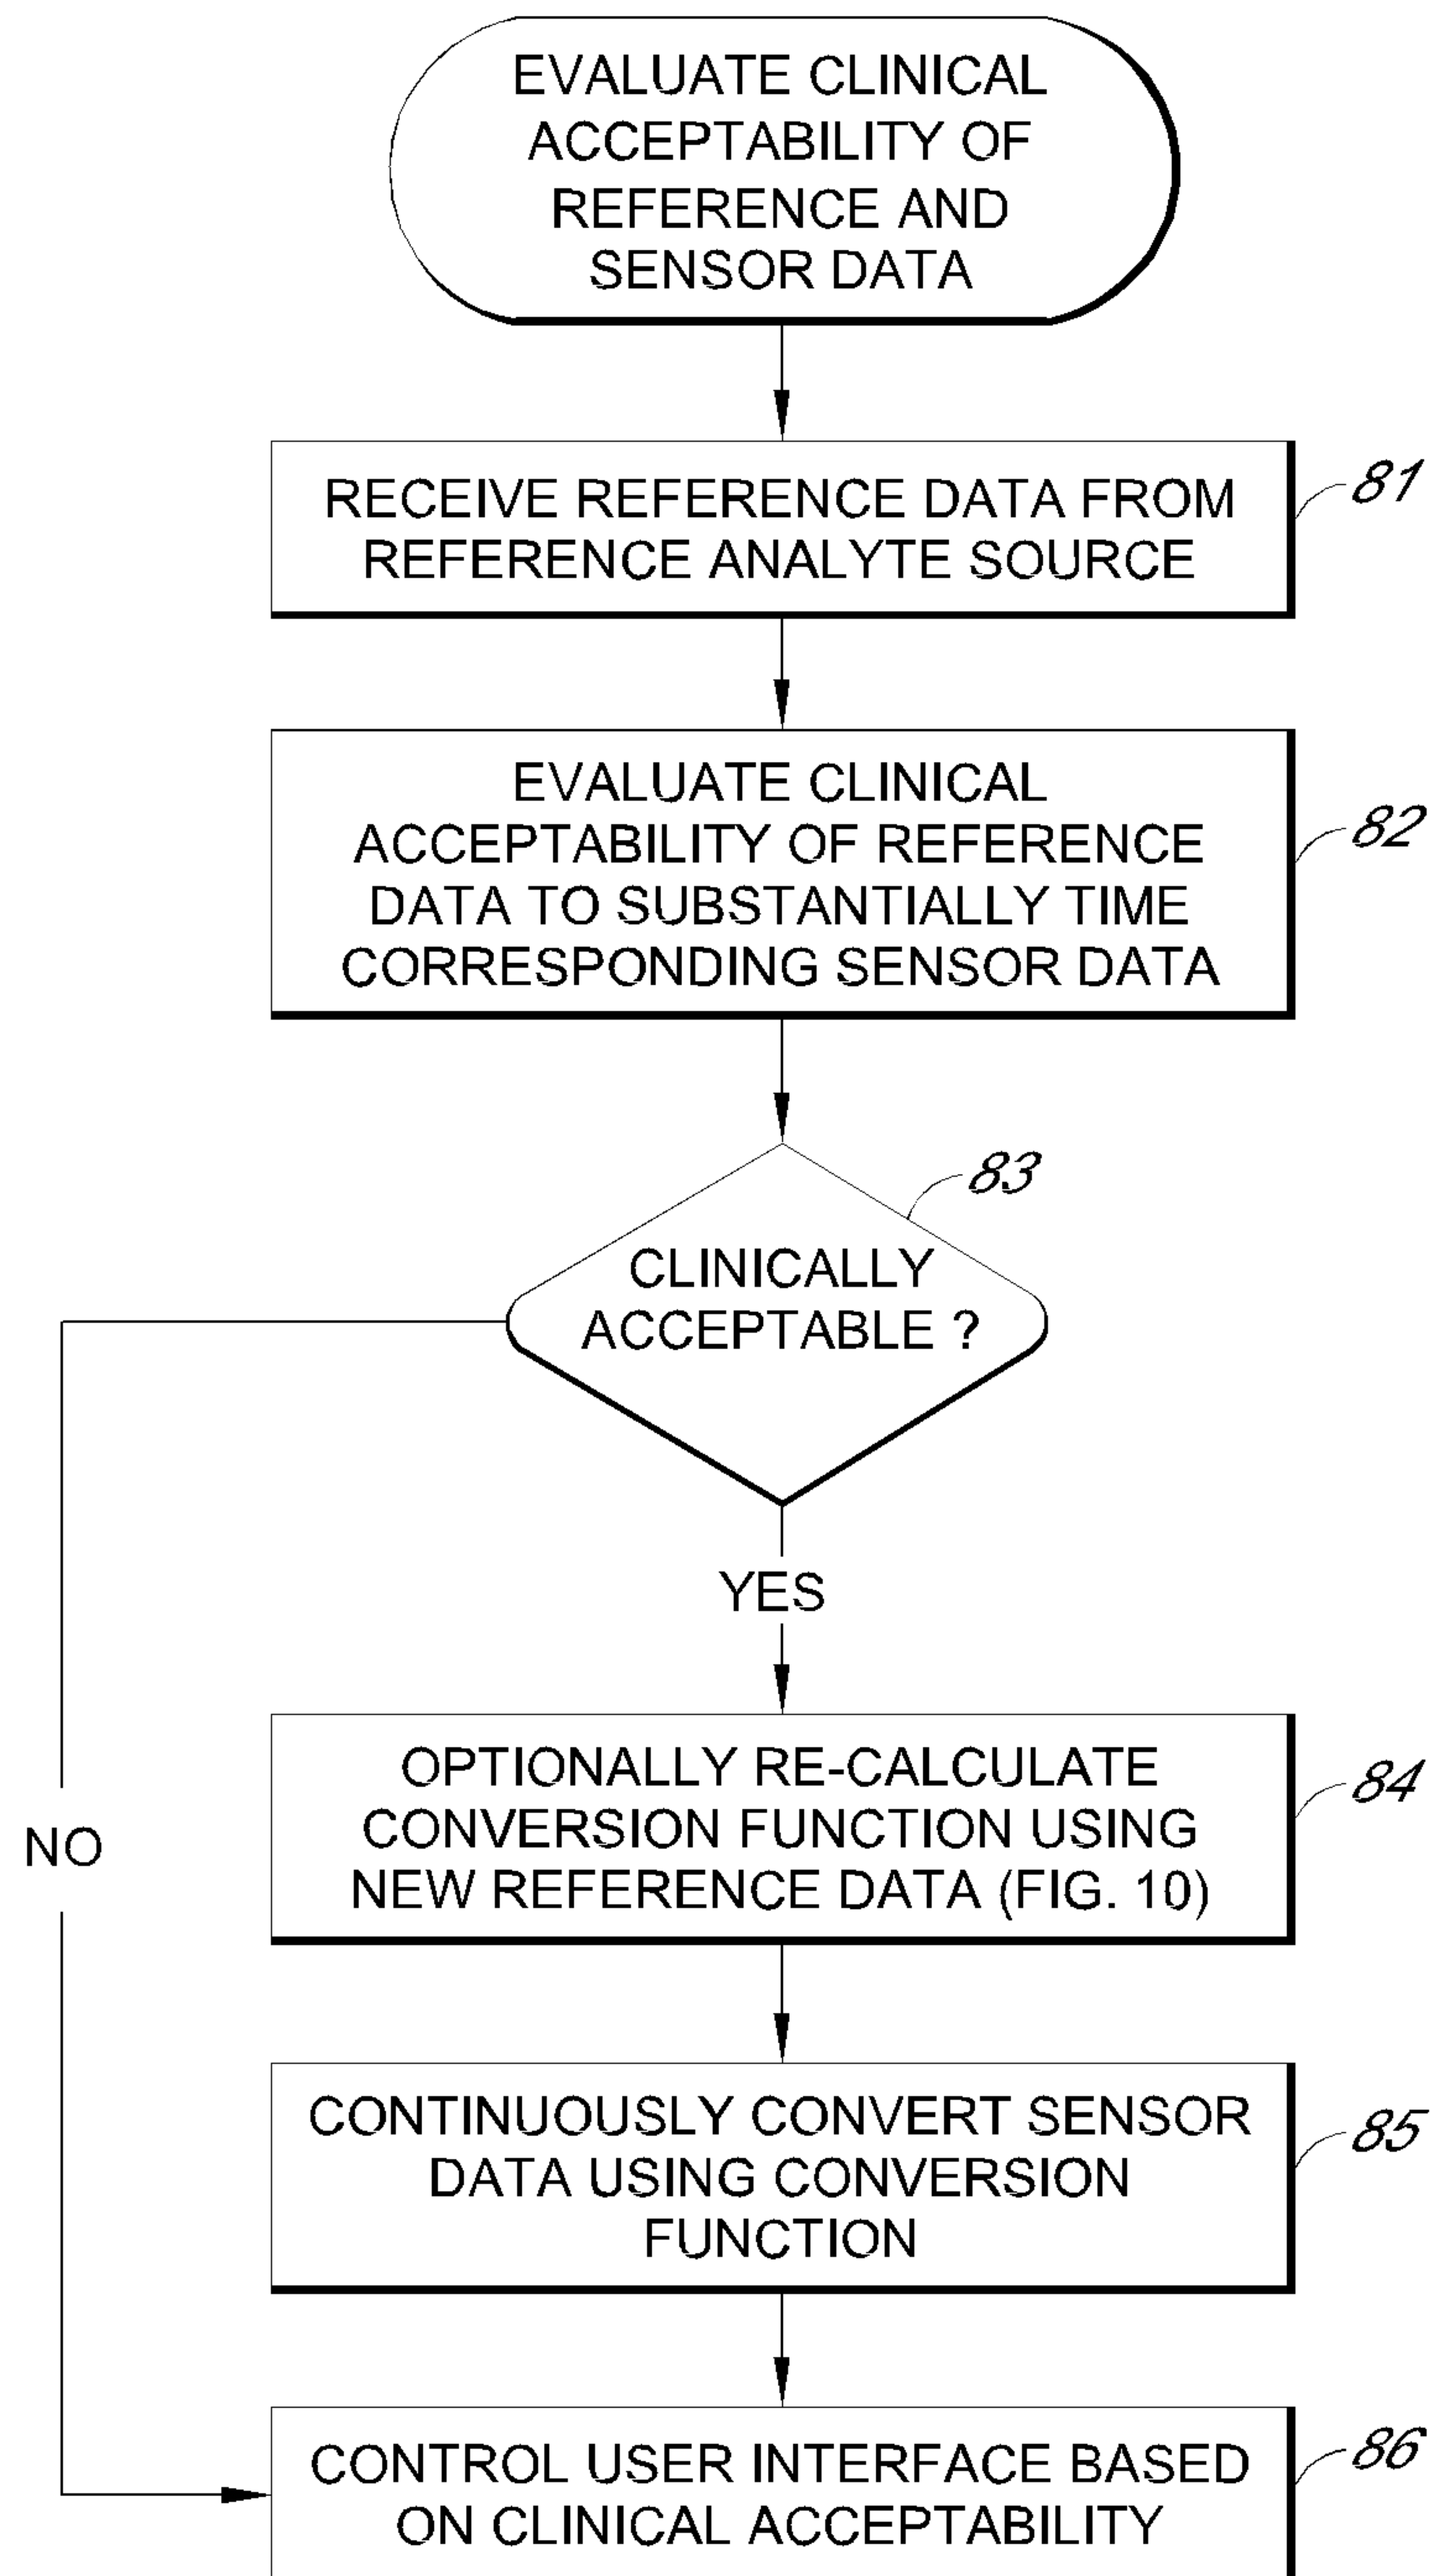 EVALUATE CLINICAL
ACCEPTABILITY OF
REFERENCE AND
SENSOR DATA
RECEIVE REFERENCE DATA FROM
REFERENCE ANALYTE SOURCE
81
EVALUATE CLINICAL
ACCEPTABILITY OF REFERENCE
DATA TO SUBSTANTIALLY TIME
CORRESPONDING SENSOR DATA
82
83
CLINICALLY
ACCEPTABLE ?
YES
NO
OPTIONALLY RE-CALCULATE
CONVERSION FUNCTION USING
NEW REFERENCE DATA (FIG. 10)
84
CONTINUOUSLY CONVERT SENSOR
DATA USING CONVERSION
FUNCTION
85
CONTROL USER INTERFACE BASED
ON CLINICAL ACCEPTABILITY
86